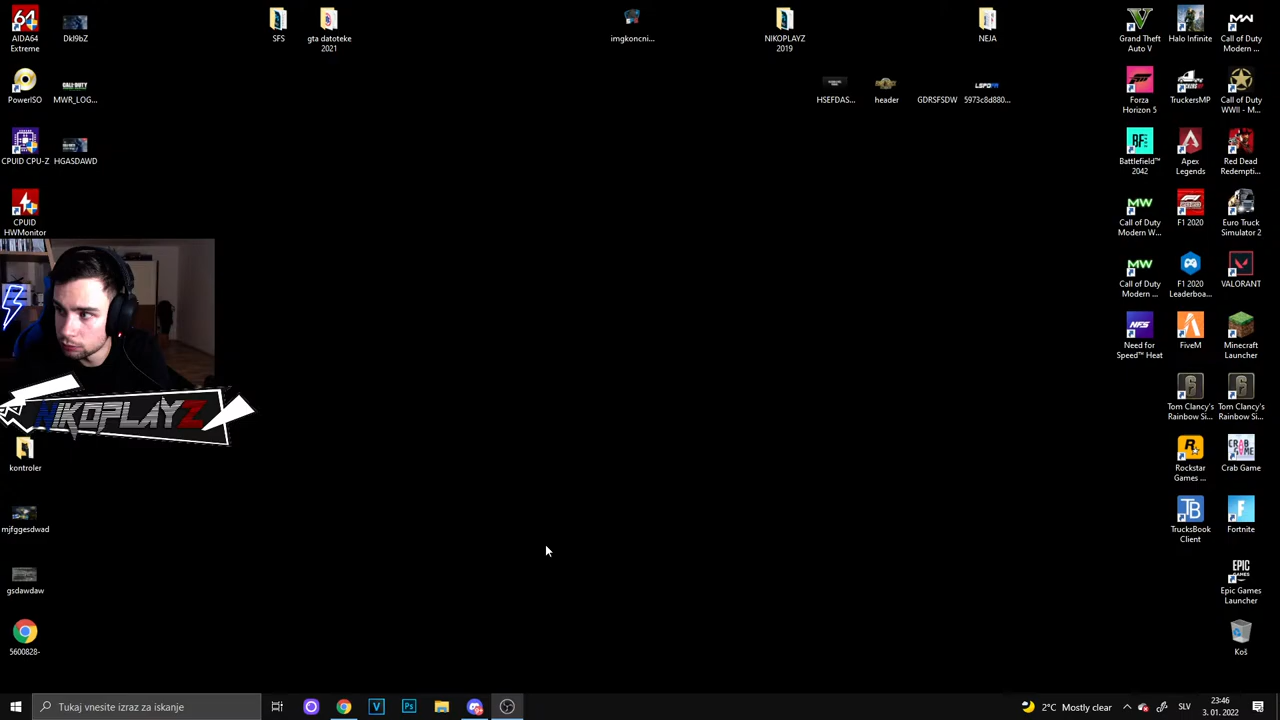 AIDA64
Extreme
DkI9bZ
SFS
gta datoteke
2021
imgkoncni...
NIKOPLAYZ
2019
NEJA
Grand Theft
Auto V
Halo Infinite
Call of Duty
Modern ...
PowerISO
MWR_LOG...
HSEFDAS...
header
GDRSFSDW
5973c8d880...
Forza
Horizon 5
TruckersMP
Call of Duty
WWII - M...
CPUID CPU-Z
HGASDAWD
Battlefield™
2042
Apex
Legends
Red Dead
Redempti...
CPUID
HWMonitor
Call of Duty
Modern W...
F1 2020
Euro Truck
Simulator 2
Call of Duty
Modern ...
F1 2020
Leaderboa...
VALORANT
Need for
Speed™ Heat
FiveM
Minecraft
Launcher
NIKOPLAYZ
Tom Clancy's
Rainbow Si...
Tom Clancy's
Rainbow Si...
kontroler
Rockstar
Games ...
Crab Game
mjfggesdwad
TrucksBook
Client
Fortnite
gsdawdaw
Epic Games
Launcher
5600828-
Koš
Tukaj vnesite izraz za iskanje
2°C Mostly clear
SLV
23:46
3. 01. 2022